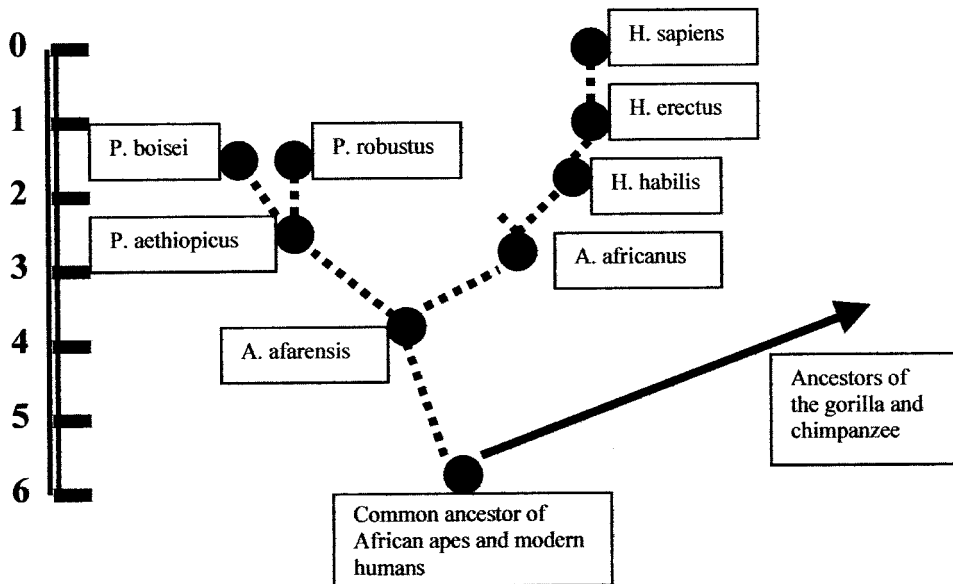 0
H. sapiens
1
H. erectus
P. boisei
P. robustus
2
H. habilis
P. aethiopicus
A. africanus
3
A. afarensis
4
Ancestors of
the gorilla and
chimpanzee
5
6
Common ancestor of
African apes and modern
humans